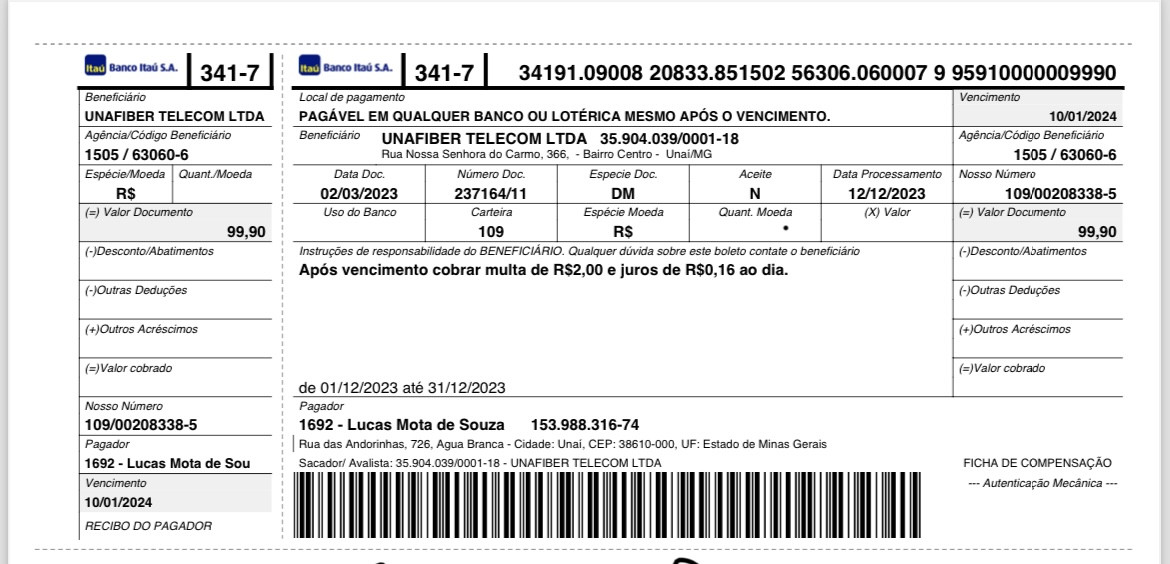 Itaú Banco Itaú S.A. 341-7
Beneficiário
UNAFIBER TELECOM LTDA
Agência/Código Beneficiário
1505 / 63060-6
Espécie/Moeda Quant./Moeda
R$
(=) Valor Documento
99,90
(-)Desconto/Abatimentos
(-)Outras Deduções
(+)Outros Acréscimos
(=)Valor cobrado
Nosso Número
109/00208338-5
Pagador
1692 - Lucas Mota de Sou
Vencimento
10/01/2024
RECIBO DO PAGADOR
Itaú Banco Itaú S.A. 341-7 34191.09008 20833.851502 56306.060007 9 95910000009990
Local de pagamento Vencimento
PAGÁVEL EM QUALQUER BANCO OU LOTÉRICA MESMO APÓS O VENCIMENTO. 10/01/2024
Beneficiário UNAFIBER TELECOM LTDA 35.904.039/0001-18 Agência/Código Beneficiário
Rua Nossa Senhora do Carmo, 366, - Bairro Centro - Unaí/MG 1505 / 63060-6
Data Doc. Número Doc. Especie Doc. Aceite Data Processamento Nosso Número
02/03/2023 237164/11 DM N 12/12/2023 109/00208338-5
Uso do Banco Carteira Espécie Moeda Quant. Moeda (X) Valor (=) Valor Documento
109 R$ * 99,90
Instruções de responsabilidade do BENEFICIÁRIO. Qualquer dúvida sobre este boleto contate o beneficiário (-)Desconto/Abatimentos
Após vencimento cobrar multa de R$2,00 e juros de R$0,16 ao dia.
(-)Outras Deduções
(+)Outros Acréscimos
(=)Valor cobrado
de 01/12/2023 até 31/12/2023
Pagador
1692 - Lucas Mota de Souza 153.988.316-74
Rua das Andorinhas, 726, Agua Branca - Cidade: Unaí, CEP: 38610-000, UF: Estado de Minas Gerais
Sacador/ Avalista: 35.904.039/0001-18 - UNAFIBER TELECOM LTDA FICHA DE COMPENSAÇÃO
--- Autenticação Mecânica ---